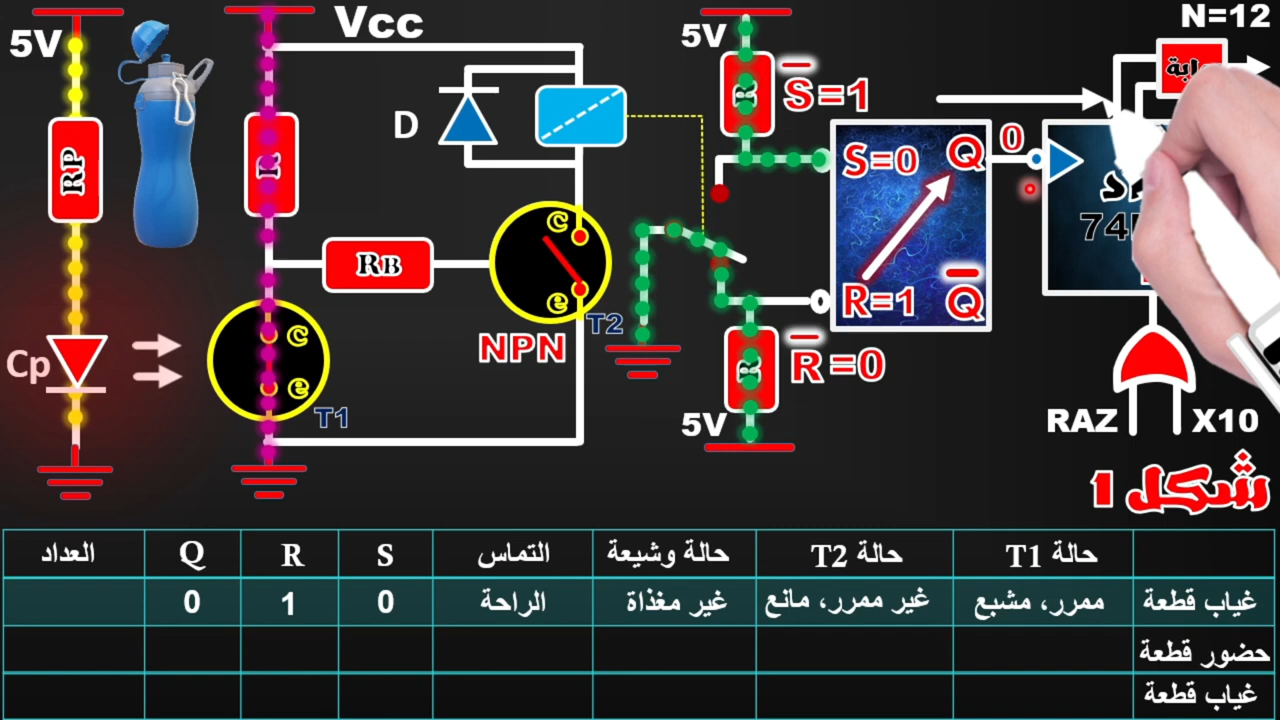 5V
RP
Cp
Vcc
R
RB
D
c
e
T1
c
e
T2
NPN
5V
R
S̅=1
S=0 Q
R=1 Q̅
R̅=0
R
5V
0
N=12
74
RAZ X10
شكل 1
حالة T1 حالة T2 حالة وشيعة التماس S R Q العداد
غياب قطعة ممرر، مشبع غير ممرر، مانع غير مغذاة الراحة 0 1 0
حضور قطعة
غياب قطعة